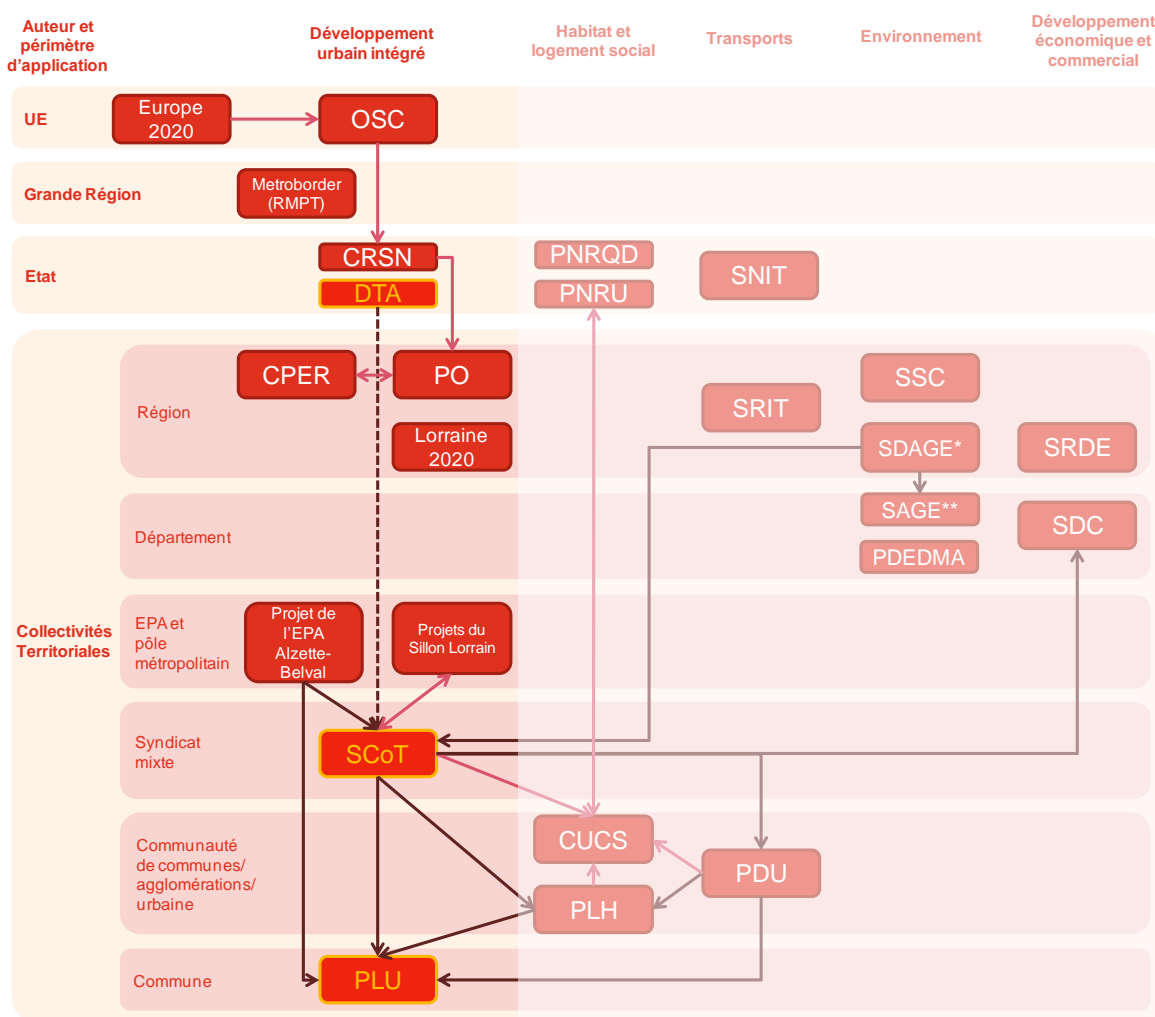 Auteur et
périmètre
d'application
Développement
urbain intégré
Habitat et
logement social
Transports
Environnement
Développement
économique et
commercial
UE
Europe
2020
OSC
Grande Région
Metroborder
(RMPT)
Etat
CRSN
DTA
PNRQD
PNRU
SNIT
Collectivités
Territoriales
Région
CPER
PO
Lorraine
2020
SRIT
SSC
SDAGE*
SRDE
Département
SAGE**
PDEDMA
SDC
EPA et
pôle
métropolitain
Projet de
l'EPA
Alzette-
Belval
Projets du
Sillon Lorrain
Syndicat
mixte
SCoT
Communauté
de communes/
agglomérations/
urbaine
CUCS
PLH
PDU
Commune
PLU